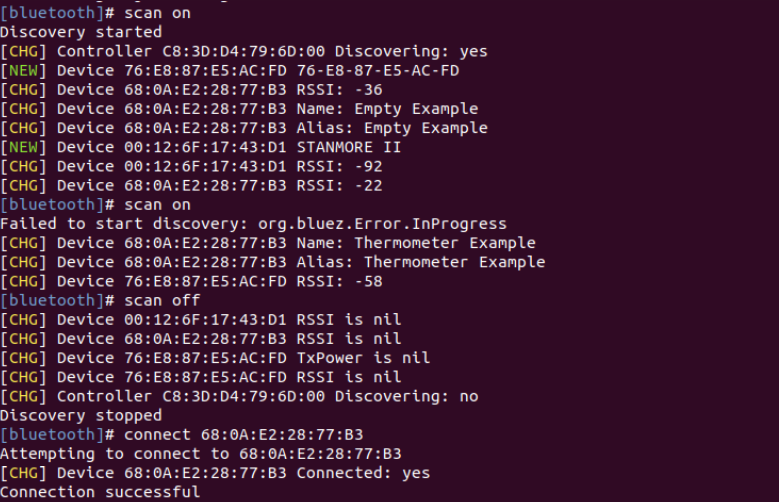 [bluetooth]# scan on
Discovery started
[CHG] Controller C8:3D:D4:79:6D:00 Discovering: yes
[NEW] Device 76:E8:87:E5:AC:FD 76-E8-87-E5-AC-FD
[CHG] Device 68:0A:E2:28:77:B3 RSSI: -36
[CHG] Device 68:0A:E2:28:77:B3 Name: Empty Example
[CHG] Device 68:0A:E2:28:77:B3 Alias: Empty Example
[NEW] Device 00:12:6F:17:43:D1 STANMORE II
[CHG] Device 00:12:6F:17:43:D1 RSSI: -92
[CHG] Device 68:0A:E2:28:77:B3 RSSI: -22
[bluetooth]# scan on
Failed to start discovery: org.bluez.Error.InProgress
[CHG] Device 68:0A:E2:28:77:B3 Name: Thermometer Example
[CHG] Device 68:0A:E2:28:77:B3 Alias: Thermometer Example
[CHG] Device 76:E8:87:E5:AC:FD RSSI: -58
[bluetooth]# scan off
[CHG] Device 00:12:6F:17:43:D1 RSSI is nil
[CHG] Device 68:0A:E2:28:77:B3 RSSI is nil
[CHG] Device 76:E8:87:E5:AC:FD TxPower is nil
[CHG] Device 76:E8:87:E5:AC:FD RSSI is nil
[CHG] Controller C8:3D:D4:79:6D:00 Discovering: no
Discovery stopped
[bluetooth]# connect 68:0A:E2:28:77:B3
Attempting to connect to 68:0A:E2:28:77:B3
[CHG] Device 68:0A:E2:28:77:B3 Connected: yes
Connection successful